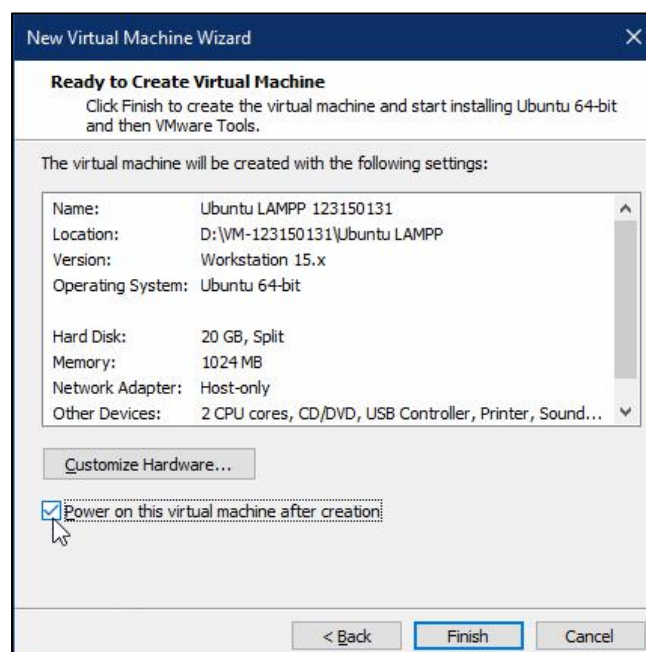 New Virtual Machine Wizard
Ready to Create Virtual Machine
Click Finish to create the virtual machine and start installing Ubuntu 64-bit
and then VMware Tools.
The virtual machine will be created with the following settings:
Name: Ubuntu LAMPP 123150131
Location: D:\VM-123150131\Ubuntu LAMPP
Version: Workstation 15.x
Operating System: Ubuntu 64-bit
Hard Disk: 20 GB, Split
Memory: 1024 MB
Network Adapter: Host-only
Other Devices: 2 CPU cores, CD/DVD, USB Controller, Printer, Sound...
Customize Hardware...
Power on this virtual machine after creation
< Back Finish Cancel